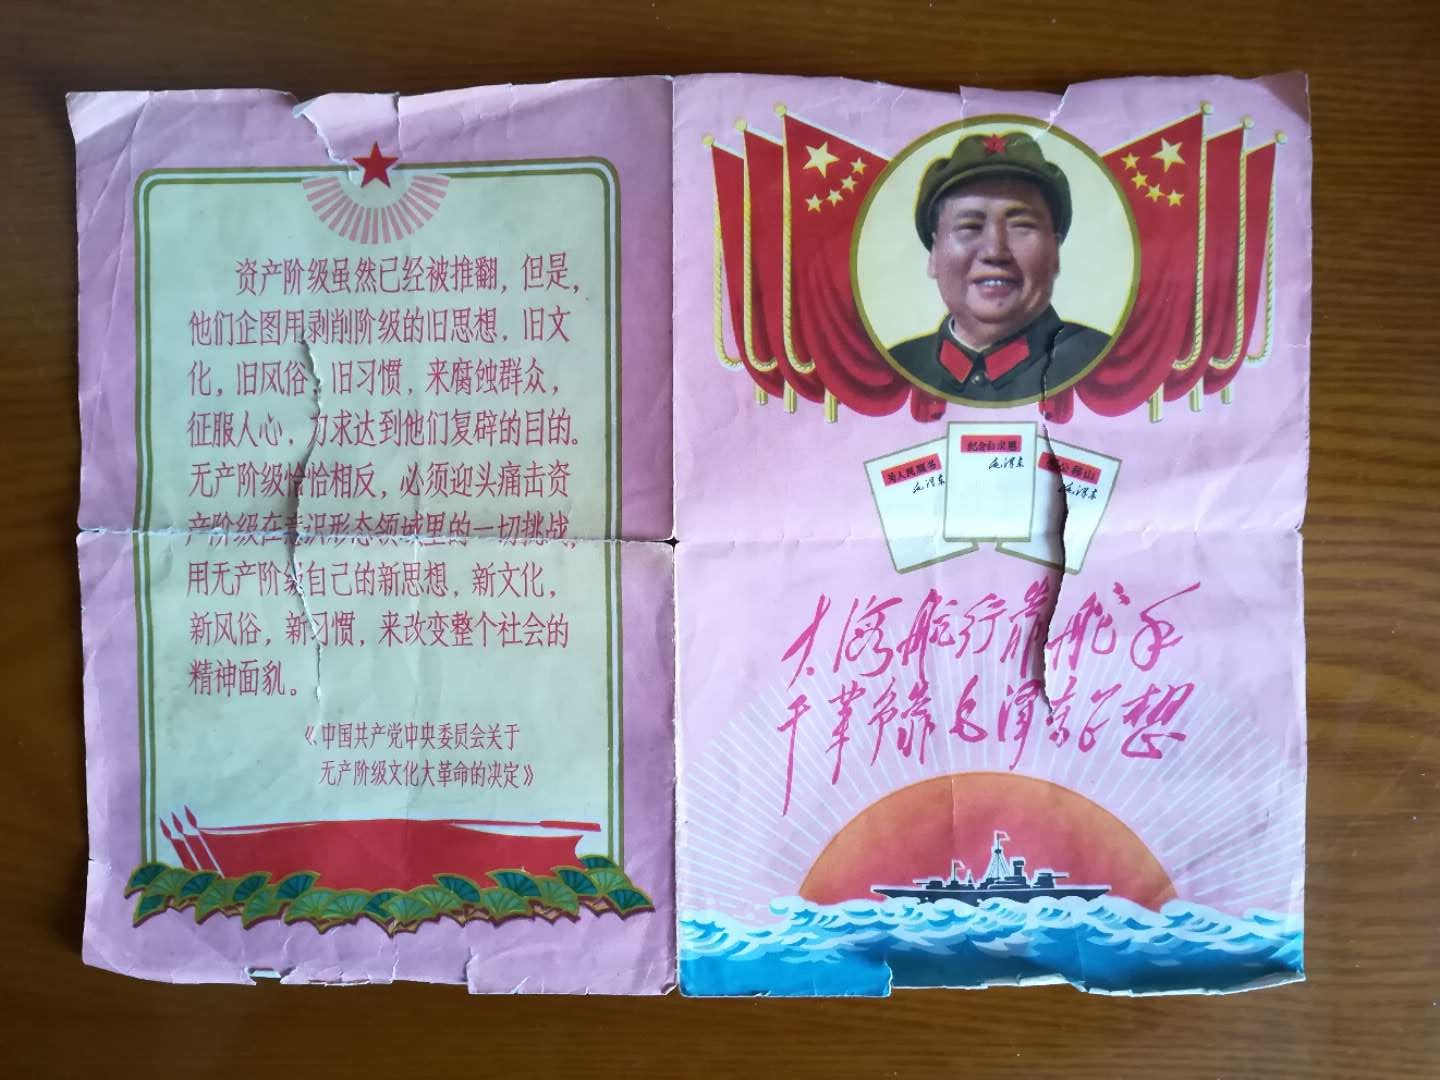 资产阶级虽然已经被推翻，但是，
他们企图用剥削阶级的旧思想，旧文
化，旧风俗，旧习惯，来腐蚀群众，
征服人心，力求达到他们复辟的目的。
无产阶级恰恰相反，必须迎头痛击资
产阶级在意识形态领域里的一切挑战，
用无产阶级自己的新思想，新文化，
新风俗，新习惯，来改变整个社会的
精神面貌。
《中国共产党中央委员会关于
无产阶级文化大革命的决定》
为人民服务
毛泽东
纪念白求恩
毛泽东
公移山
毛泽东
大海航行靠舵手
干革命靠毛泽东思想